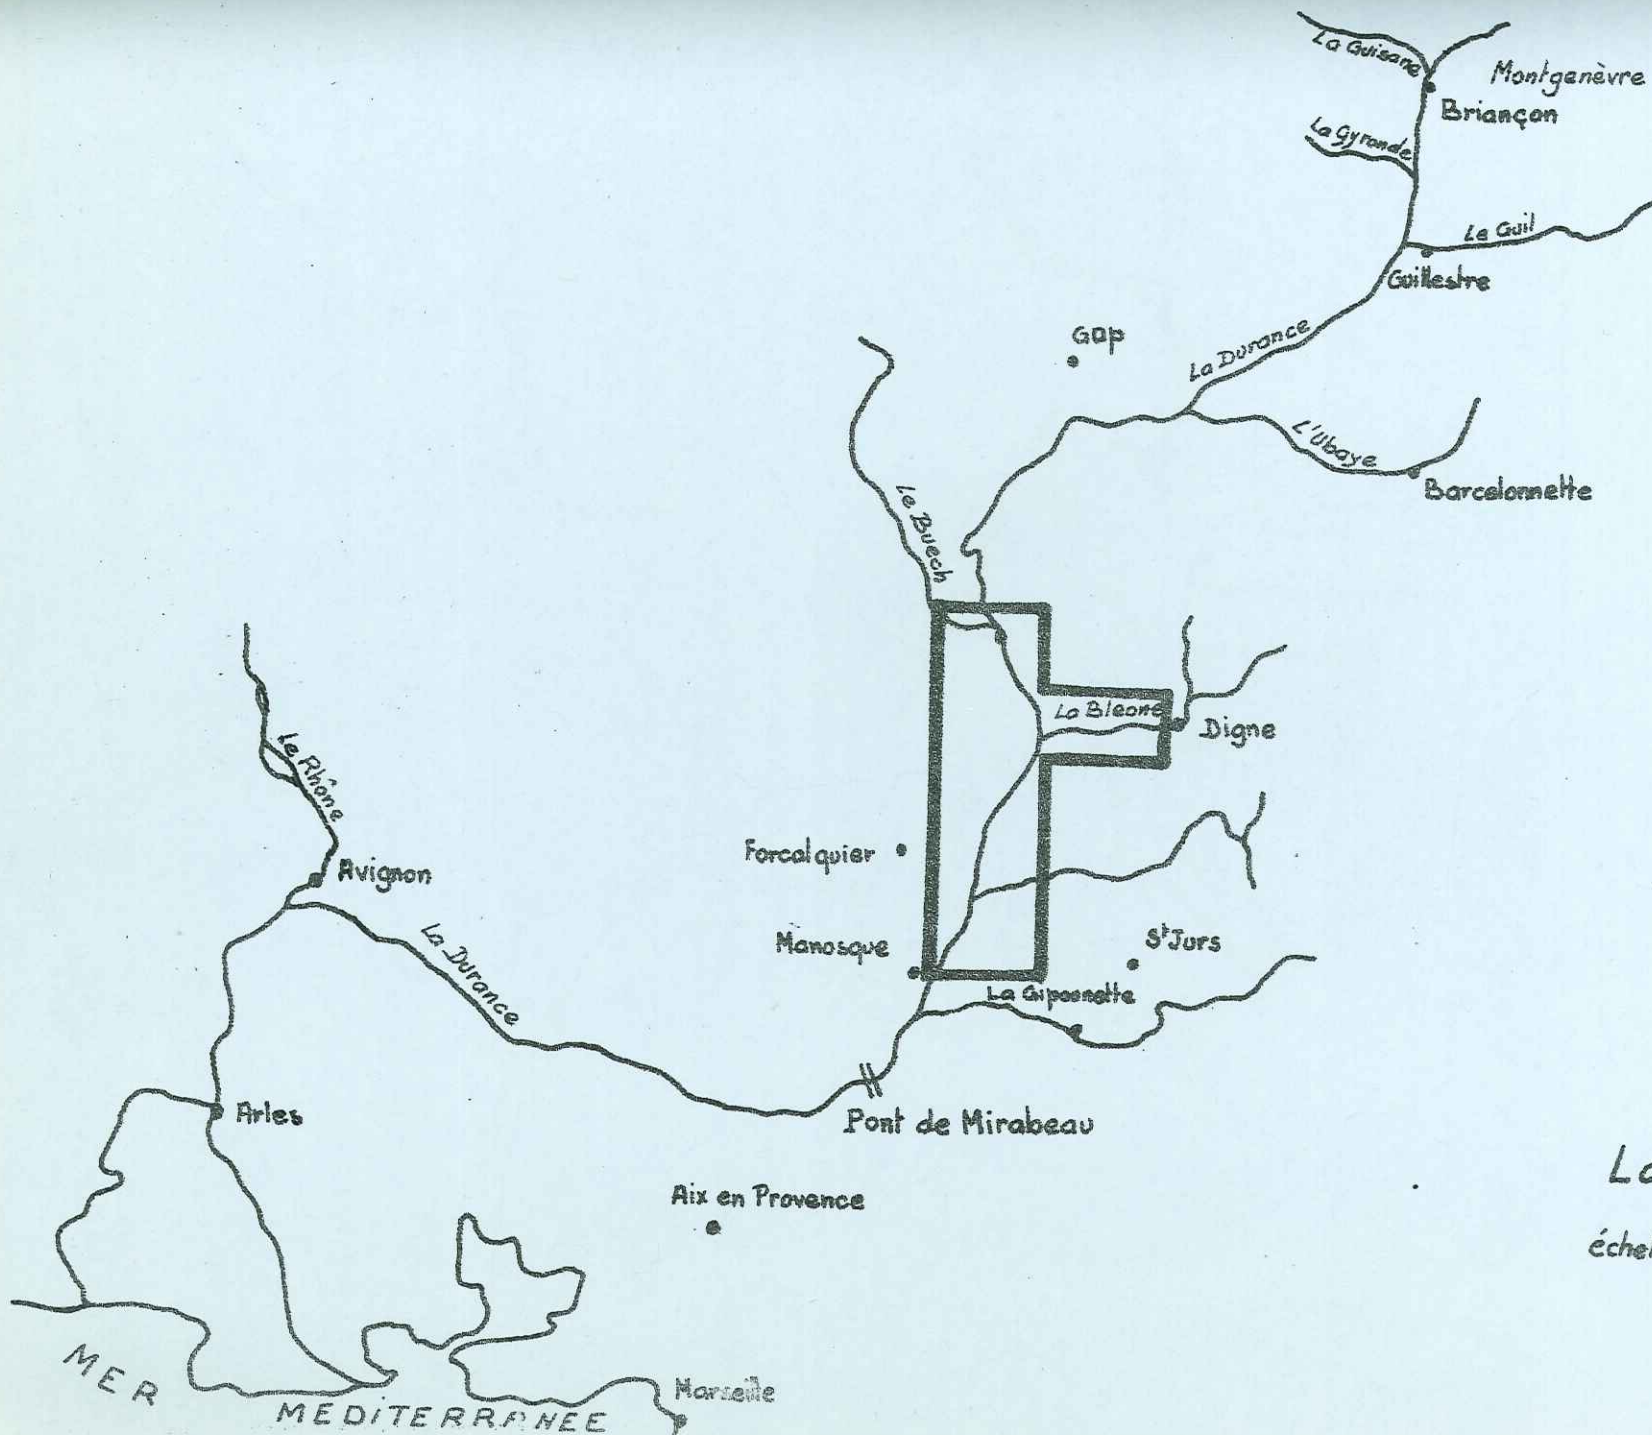 La Guisane
Montgenèvre
Briançon
La Gyronde
Le Guil
Guillestre
Gap
La Durance
L'Ubaye
Barcelonnette
Le Buech
La Bleone
Digne
Le Rhône
Forcalquier
Avignon
La Durance
Manosque
St Jurs
Arles
Pont de Mirabeau
Aix en Provence
MER
MEDITERRANEE
Marseille